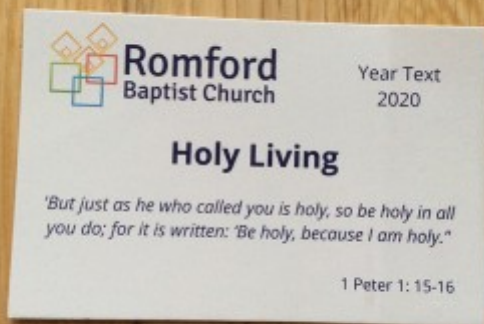 Romford
Baptist Church
Year Text
2020
Holy Living
'But just as he who called you is holy, so be holy in all
you do; for it is written: 'Be holy, because I am holy."
1 Peter 1: 15-16